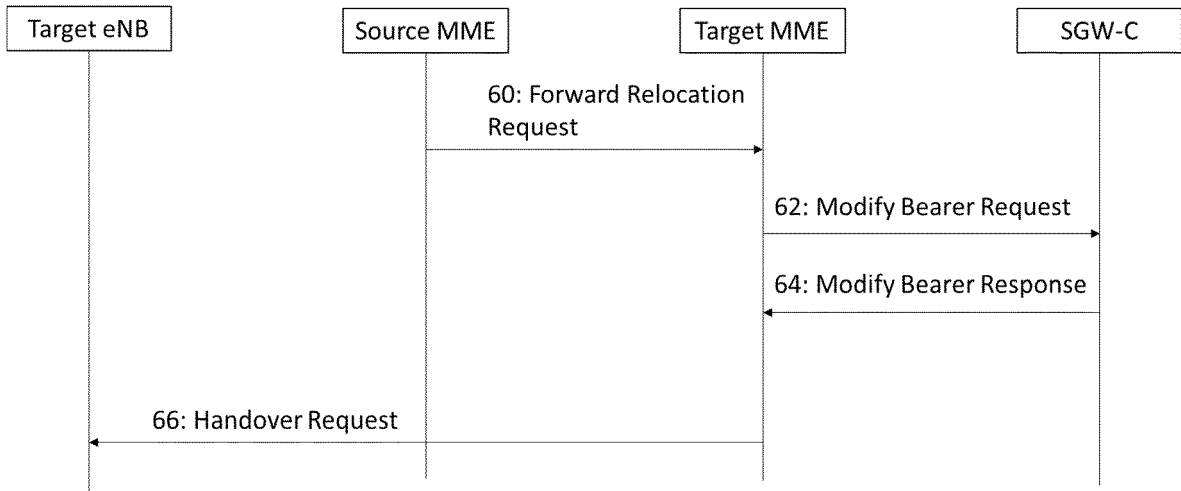 Target eNB
Source MME
Target MME
SGW-C
60: Forward Relocation
Request
62: Modify Bearer Request
64: Modify Bearer Response
66: Handover Request